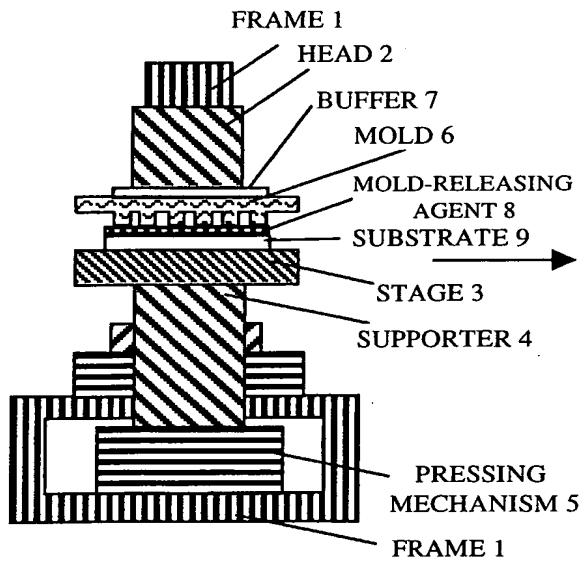 FRAME 1
HEAD 2
BUFFER 7
MOLD 6
MOLD-RELEASING
AGENT 8
SUBSTRATE 9
STAGE 3
SUPPORTER 4
PRESSING
MECHANISM 5
FRAME 1